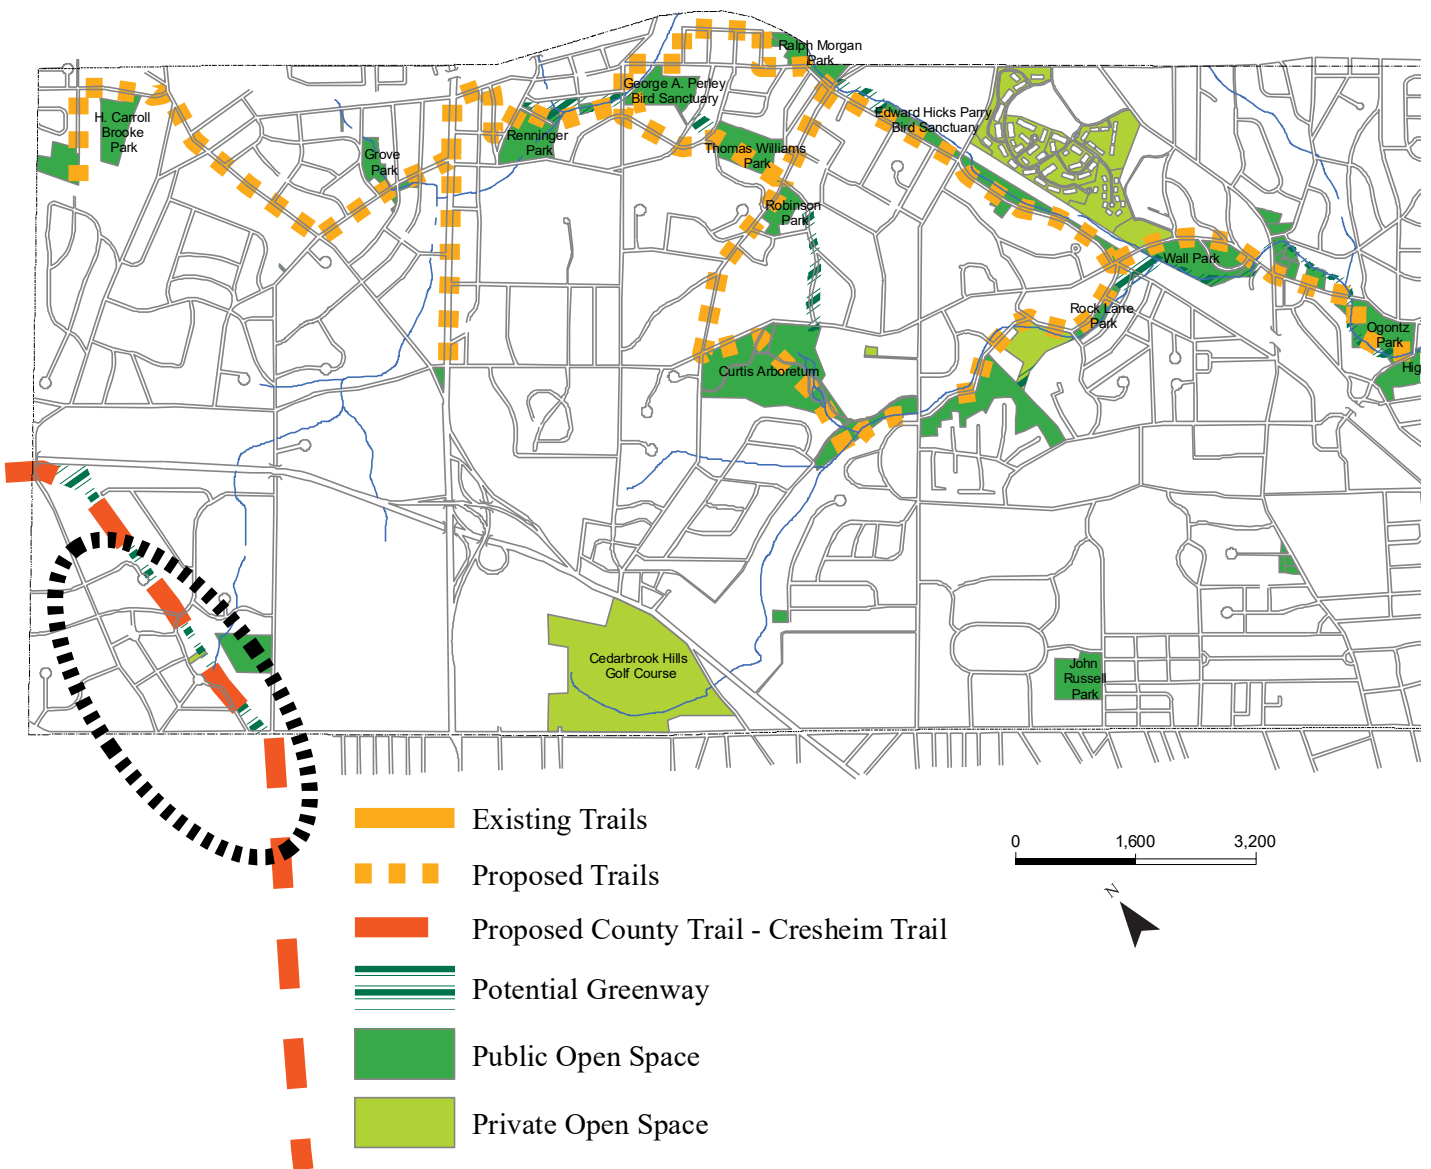 Ralph Morgan
Park
George A. Perley
Bird Sanctuary
H. Carroll
Brooke
Park
Edward Hicks Parry
Bird Sanctuary
Renninger
Park
Grove
Park
Thomas Williams
Park
Robinson
Park
Wall Park
Rock Lane
Park
Ogontz
Park
Curtis Arboretum
Hig
Cedarbrook Hills
Golf Course
John
Russell
Park
Existing Trails
Proposed Trails
Proposed County Trail - Cresheim Trail
Potential Greenway
Public Open Space
Private Open Space
0 1,600 3,200
N